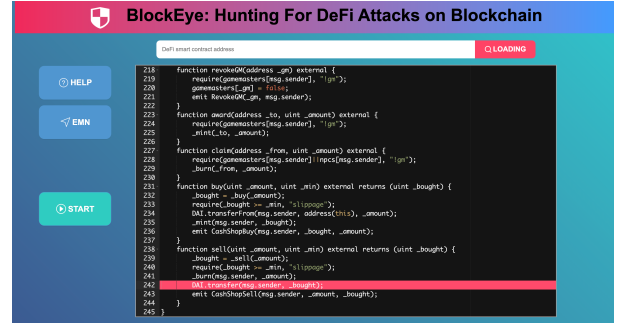 BlockEye: Hunting For DeFi Attacks on Blockchain
DeFi smart contract address
LOADING
HELP
EMN
START
218 function revokeGM(address _gm) external {
219 require(gamemasters[msg.sender], "!gm");
220 gamemasters[_gm] = false;
221 emit RevokeGM(_gm, msg.sender);
222 }
223 function award(address _to, uint _amount) external {
224 require(gamemasters[msg.sender], "!gm");
225 _mint(_to, _amount);
226 }
227 function claim(address _from, uint _amount) external {
228 require(gamemasters[msg.sender]||npcs[msg.sender], "!gm");
229 _burn(_from, _amount);
230 }
231 function buy(uint _amount, uint _min) external returns (uint _bought) {
232 _bought = _buy(_amount);
233 require(_bought >= _min, "slippage");
234 DAI.transferFrom(msg.sender, address(this), _amount);
235 _mint(msg.sender, _bought);
236 emit CashShopBuy(msg.sender, _bought, _amount);
237 }
238 function sell(uint _amount, uint _min) external returns (uint _bought) {
239 _bought = _sell(_amount);
240 require(_bought >= _min, "slippage");
241 _burn(msg.sender, _amount);
242 DAI.transfer(msg.sender, _bought);
243 emit CashShopSell(msg.sender, _amount, _bought);
244 }
245 }